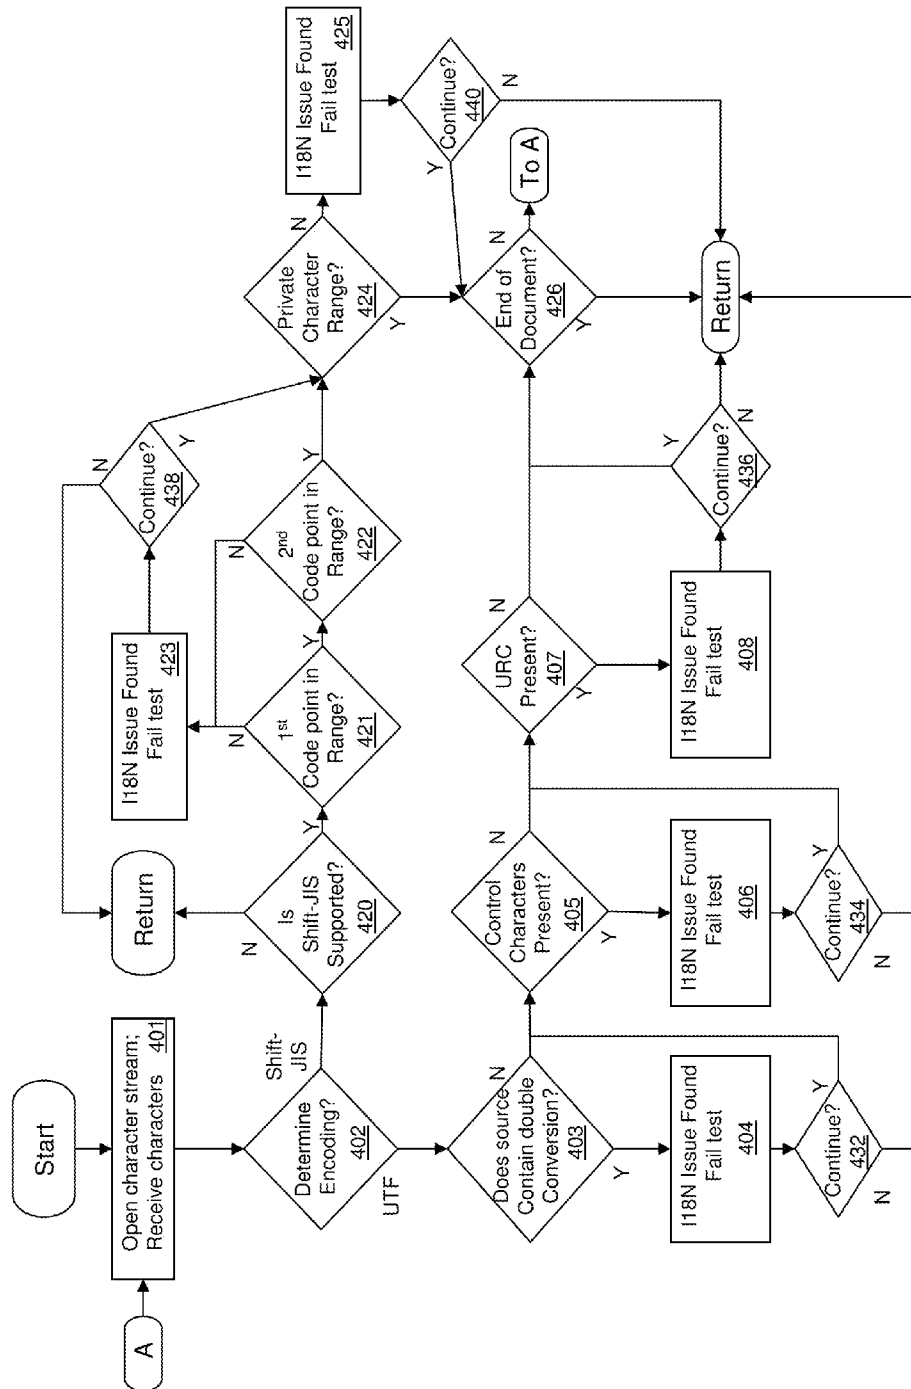 Start
A
Open character stream;
Receive characters 401
Detemine
Encoding?
402
Shift-
JIS
UTF
Is
Shift-JIS
Supported?
420
N
Y
Return
1st
Code point in
Range?
421
N
Y
2nd
Code point in
Range?
422
N
Y
I18N Issue Found
Fail test 423
Continue?
438
N
Y
Private
Character
Range?
424
N
Y
I18N Issue Found
Fail test 425
Continue?
440
Y
N
Does source
Contain double
Conversion?
403
N
Y
I18N Issue Found
Fail test
404
Continue?
432
Y
N
Control
Characters
Present?
405
N
Y
I18N Issue Found
Fail test
406
Continue?
434
Y
N
URC
Present?
407
N
Y
I18N Issue Found
Fail test
408
Continue?
436
Y
N
End of
Document?
426
N
Y
To A
Return